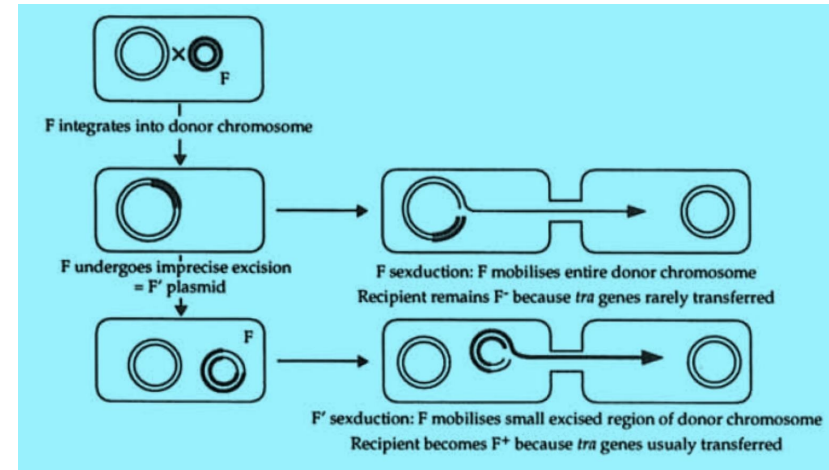 F
F integrates into donor chromosome
F undergoes imprecise excision
= F′ plasmid
F sexduction: F mobilises entire donor chromosome
Recipient remains F⁻ because tra genes rarely transferred
F
F′ sexduction: F mobilises small excised region of donor chromosome
Recipient becomes F⁺ because tra genes usualy transferred